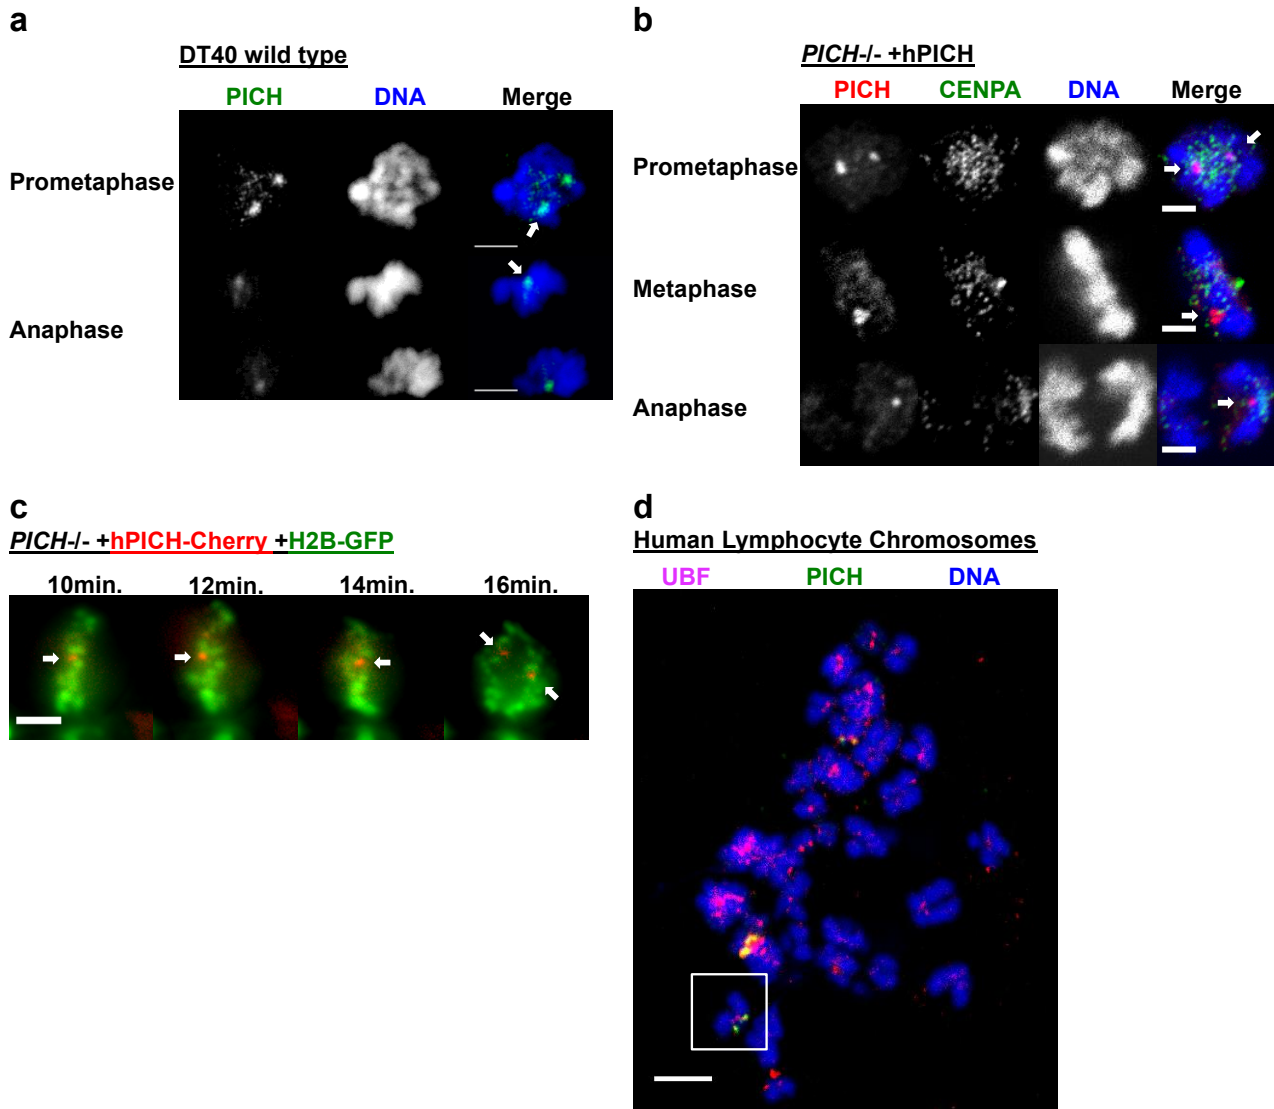 a
DT40 wild type
PICH DNA Merge
Prometaphase
Anaphase
b
PICH-/- +hPICH
PICH CENPA DNA Merge
Prometaphase
Metaphase
Anaphase
c
PICH-/- +hPICH-Cherry +H2B-GFP
10min. 12min. 14min. 16min.
d
Human Lymphocyte Chromosomes
UBF PICH DNA